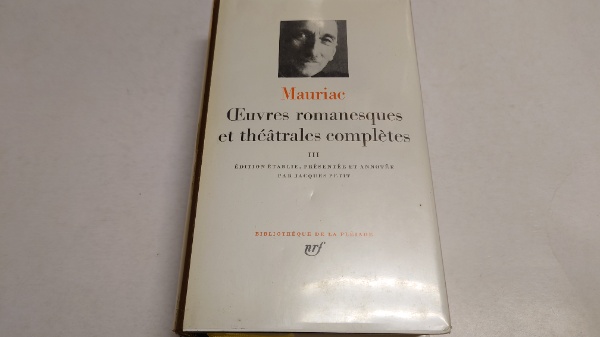 Mauriac
Œuvres romanesques
et théâtrales complètes
III
ÉDITION ÉTABLIE, PRÉSENTÉE ET ANNOTÉE
PAR JACQUES PETIT
BIBLIOTHÈQUE DE LA PLÉIADE
nrf